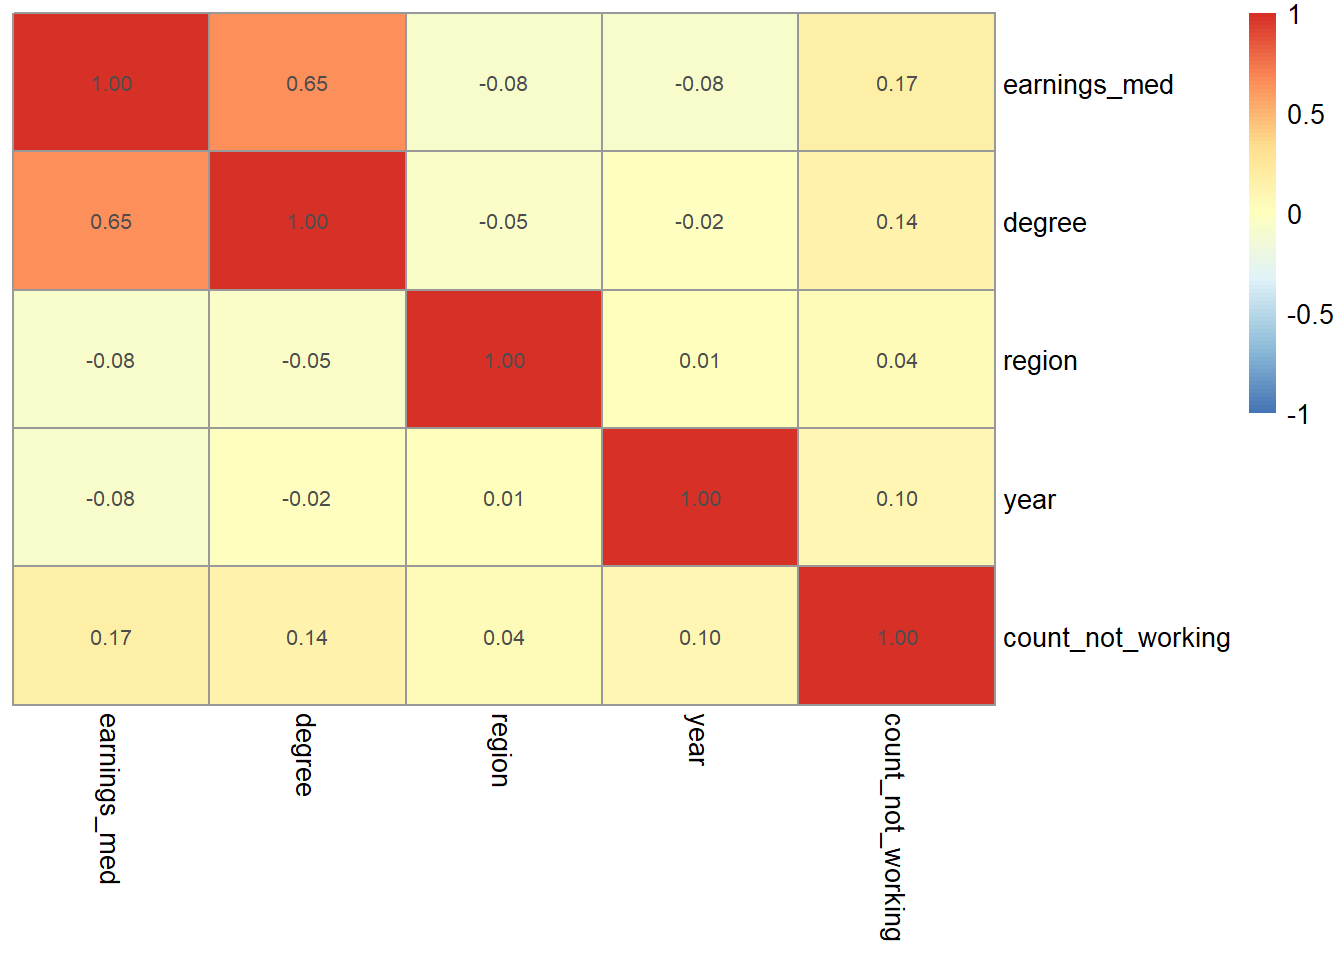 1.00 0.65 -0.08 -0.08 0.17 earnings_med
0.65 1.00 -0.05 -0.02 0.14 degree
-0.08 -0.05 1.00 0.01 0.04 region
-0.08 -0.02 0.01 1.00 0.10 year
0.17 0.14 0.04 0.10 1.00 count_not_working
earnings_med
degree
region
year
count_not_working
1
0.5
0
-0.5
-1